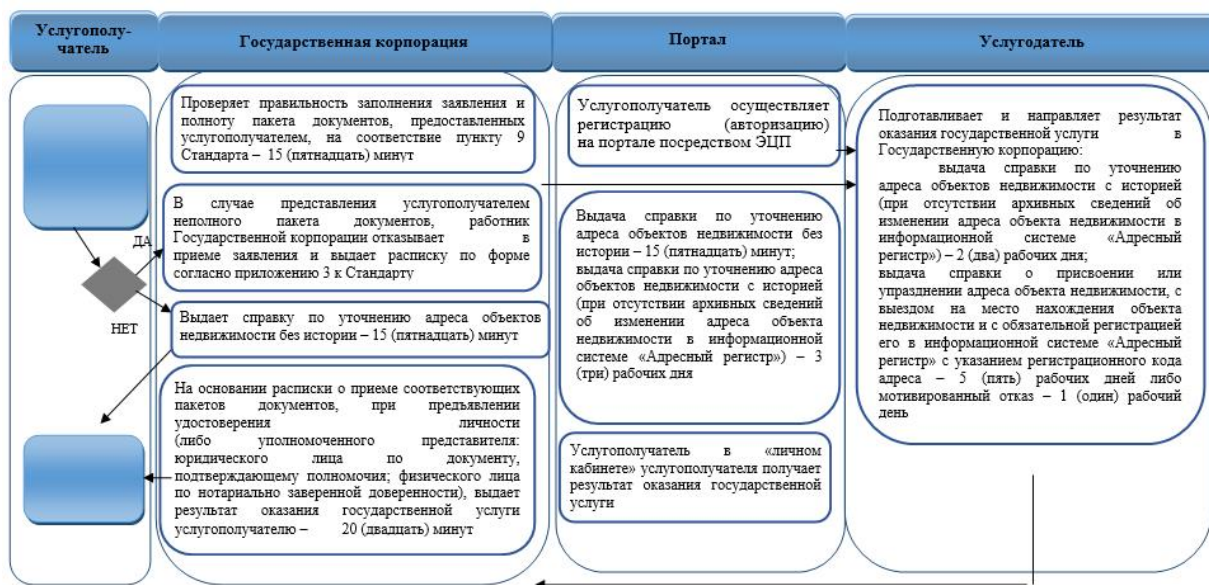 Услугополу-
чатель
Государственная корпорация
Портал
Услугодатель
Проверяет правильность заполнения заявления и
полноту пакета документов, предоставленных
услугополучателем, на соответствие пункту 9
Стандарта – 15 (пятнадцать) минут
В случае представления услугополучателем
неполного пакета документов, работник
Государственной корпорации отказывает в
приеме заявления и выдает расписку по форме
согласно приложению 3 к Стандарту
ДА
НЕТ
Выдает справку по уточнению адреса объектов
недвижимости без истории – 15 (пятнадцать) минут
На основании расписки о приеме соответствующих
пакетов документов, при предъявлении
удостоверения личности
(либо уполномоченного представителя:
юридического лица по документу,
подтверждающему полномочия; физического лица
по нотариально заверенной доверенности), выдает
результат оказания государственной услуги
услугополучателю – 20 (двадцать) минут
Услугополучатель осуществляет
регистрацию (авторизацию)
на портале посредством ЭЦП
Выдача справки по уточнению
адреса объектов недвижимости без
истории – 15 (пятнадцать) минут;
выдача справки по уточнению адреса
объектов недвижимости с историей
(при отсутствии архивных сведений
об изменении адреса объекта
недвижимости в информационной
системе «Адресный регистр») – 3
(три) рабочих дня
Услугополучатель в «личном
кабинете» услугополучателя получает
результат оказания государственной
услуги
Подготавливает и направляет результат
оказания государственной услуги в
Государственную корпорацию:
выдача справки по уточнению
адреса объектов недвижимости с историей
(при отсутствии архивных сведений об
изменении адреса объекта недвижимости в
информационной системе «Адресный
регистр») – 2 (два) рабочих дня;
выдача справки о присвоении или
упразднении адреса объекта недвижимости, с
выездом на место нахождения объекта
недвижимости и с обязательной регистрацией
его в информационной системе «Адресный
регистр» с указанием регистрационного кода
адреса – 5 (пять) рабочих дней либо
мотивированный отказ – 1 (один) рабочий
день